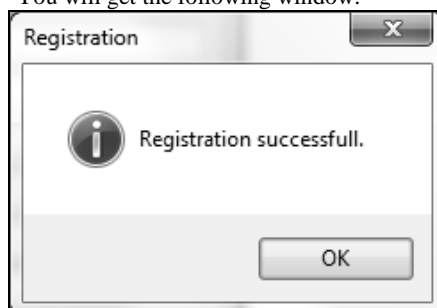 You will get the following window:
Registration
Registration successfull.
OK